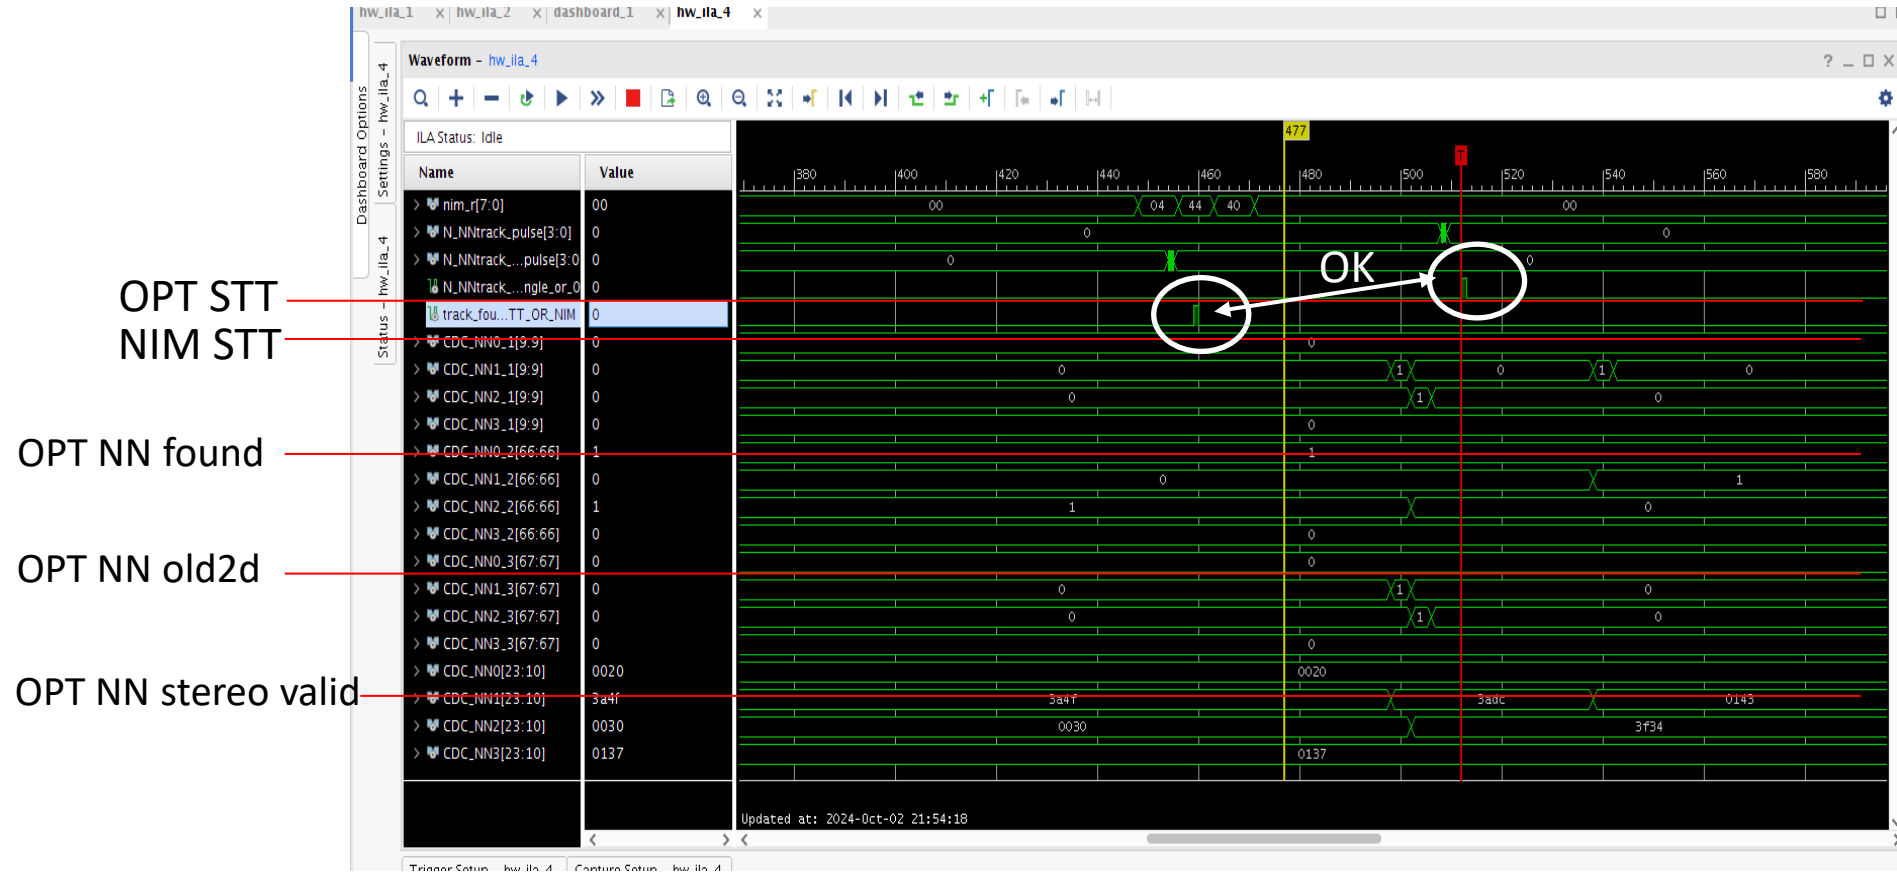 hw_ila_1 x hw_ila_2 x dashboard_1 x hw_ila_4 x
Dashboard Options
Settings - hw_ila_4
Status - hw_ila_4
Waveform - hw_ila_4
ILA Status: Idle
Name Value
477
T
380 400 420 440 460 480 500 520 540 560 580
nim_r[7:0] 00 00 04 44 40 00
N_NNtrack_pulse[3:0] 0 0 0
N_NNtrack_...pulse[3:0 0 0 0
N_NNtrack_...ngle_or_0 0
track_fou...TT_OR_NIM 0
CDC_NN0_1[9:9] 0 0
CDC_NN1_1[9:9] 0 0 1 0 1 0
CDC_NN2_1[9:9] 0 0 1 0
CDC_NN3_1[9:9] 0 0
CDC_NN0_2[66:66] 1 1
CDC_NN1_2[66:66] 0 0 1
CDC_NN2_2[66:66] 1 1 0
CDC_NN3_2[66:66] 0 0
CDC_NN0_3[67:67] 0 0
CDC_NN1_3[67:67] 0 0 1 0
CDC_NN2_3[67:67] 0 0 1 0
CDC_NN3_3[67:67] 0 0
CDC_NN0[23:10] 0020 0020
CDC_NN1[23:10] 3a4f 3a4f 3adc 0143
CDC_NN2[23:10] 0030 0030 3f34
CDC_NN3[23:10] 0137 0137
Updated at: 2024-Oct-02 21:54:18
Trigger Setup - hw_ila_4 Capture Setup - hw_ila_4
OK
OPT STT
NIM STT
OPT NN found
OPT NN old2d
OPT NN stereo valid